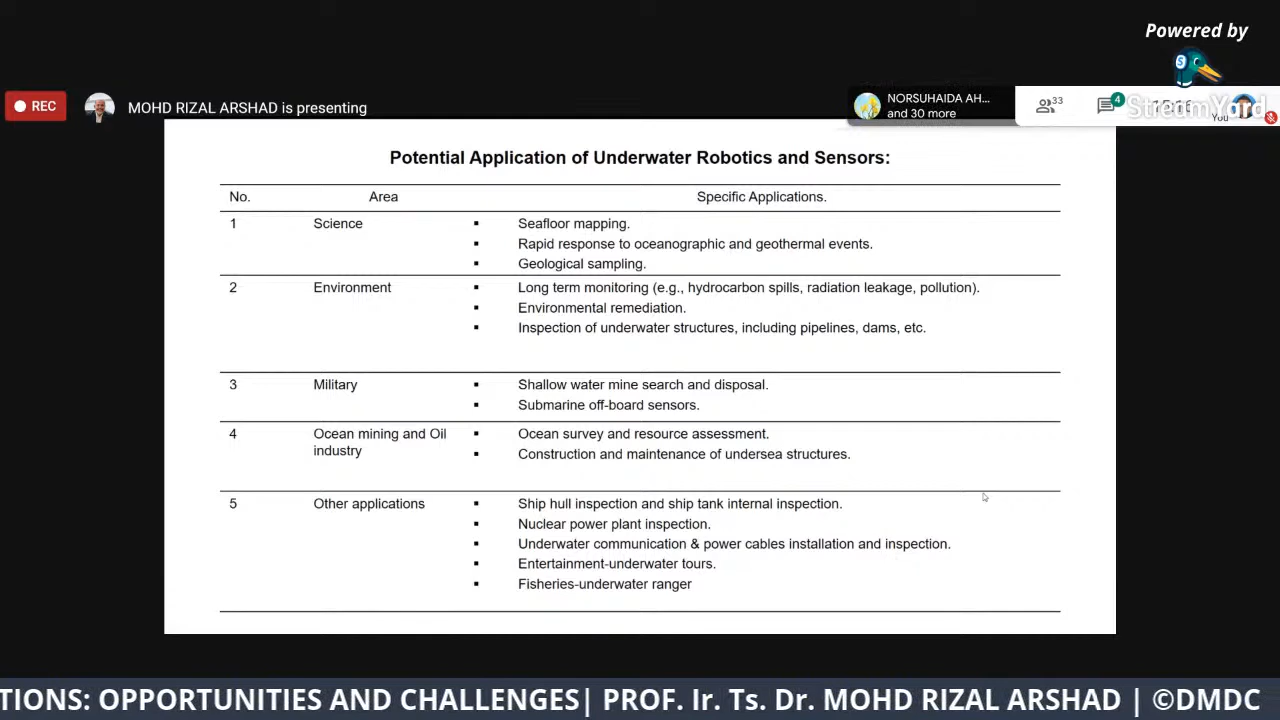 Powered by
REC
MOHD RIZAL ARSHAD is presenting
NORSUHAIDA AH...
and 30 more
33
4
You
StreamYard
Potential Application of Underwater Robotics and Sensors:
No. Area Specific Applications.
1 Science ▪ Seafloor mapping.
▪ Rapid response to oceanographic and geothermal events.
▪ Geological sampling.
2 Environment ▪ Long term monitoring (e.g., hydrocarbon spills, radiation leakage, pollution).
▪ Environmental remediation.
▪ Inspection of underwater structures, including pipelines, dams, etc.
3 Military ▪ Shallow water mine search and disposal.
▪ Submarine off-board sensors.
4 Ocean mining and Oil industry ▪ Ocean survey and resource assessment.
▪ Construction and maintenance of undersea structures.
5 Other applications ▪ Ship hull inspection and ship tank internal inspection.
▪ Nuclear power plant inspection.
▪ Underwater communication & power cables installation and inspection.
▪ Entertainment-underwater tours.
▪ Fisheries-underwater ranger
TIONS: OPPORTUNITIES AND CHALLENGES| PROF. Ir. Ts. Dr. MOHD RIZAL ARSHAD | ©DMDC